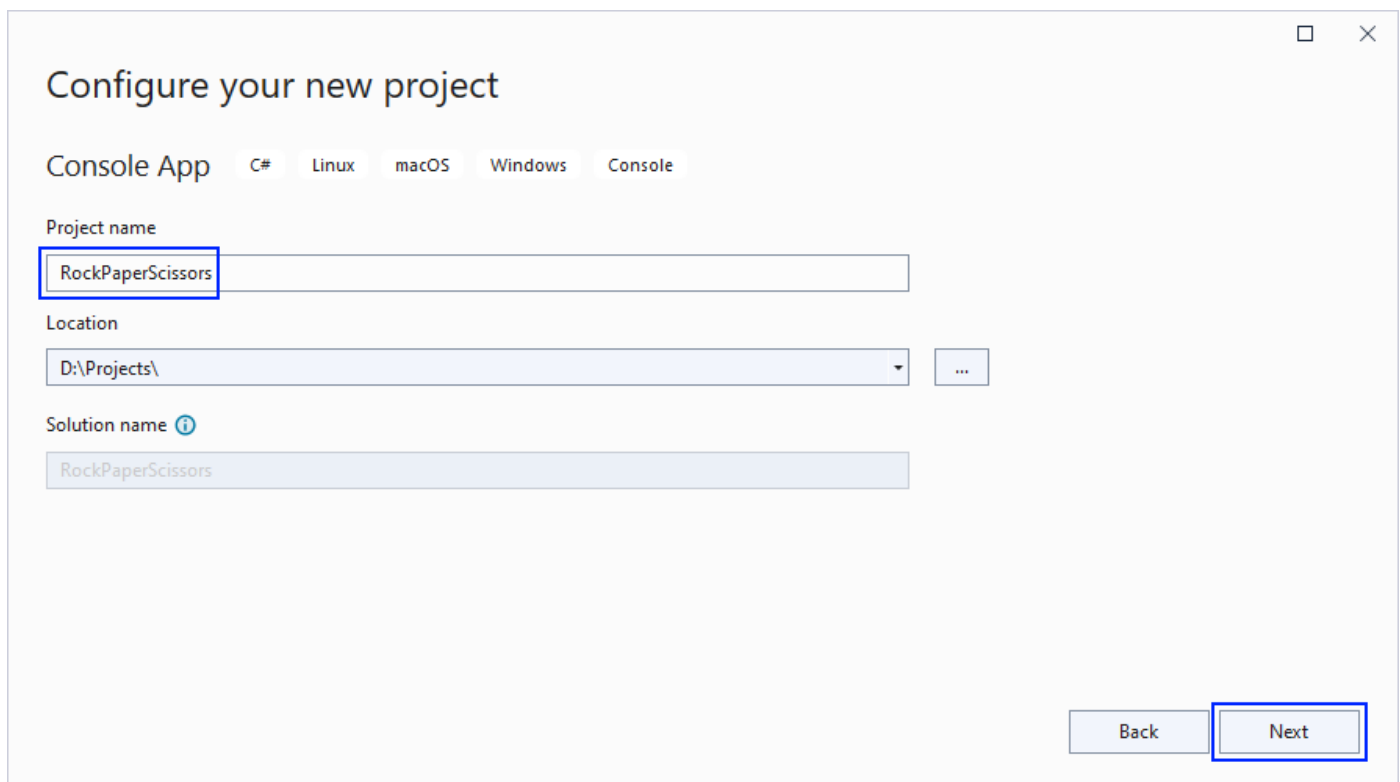 Configure your new project
Console App C# Linux macOS Windows Console
Project name
RockPaperScissors
Location
D:\Projects\ ...
Solution name
RockPaperScissors
Back Next